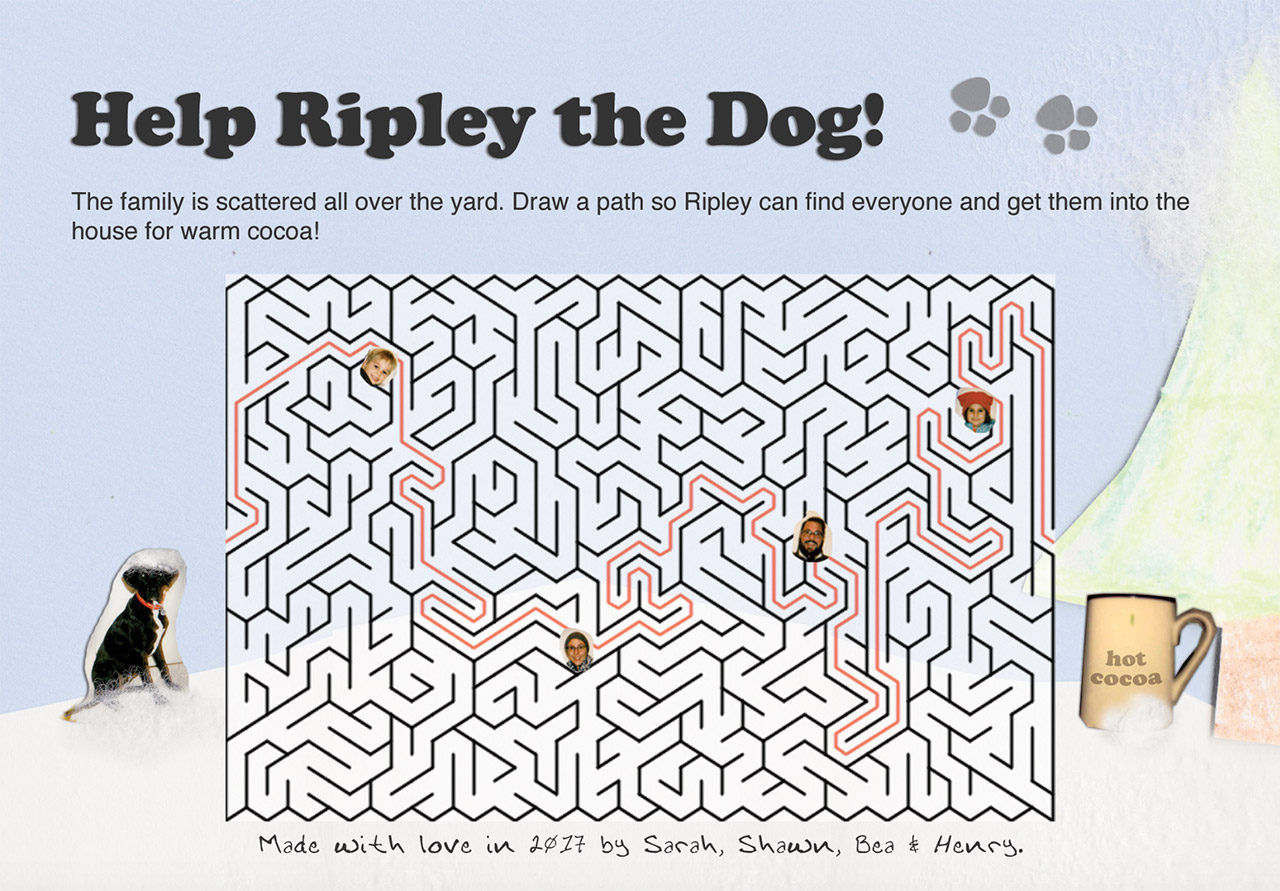 Help Ripley the Dog!
The family is scattered all over the yard. Draw a path so Ripley can find everyone and get them into the
house for warm cocoa!
hot
cocoa
Made with love in 2017 by Sarah, Shawn, Bea & Henry.